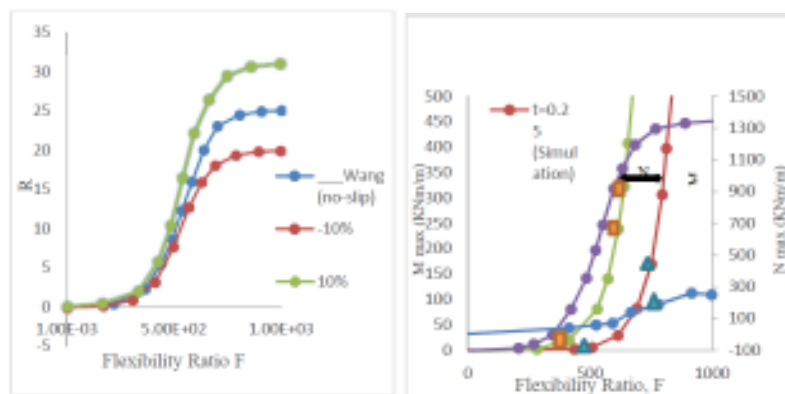 35
30
25
20
15
10
5
0
-5
R
1.00E-03
5.00E+02
1.00E+03
Flexibility Ratio F
___Wang
(no-slip)
-10%
10%
500
450
400
350
300
250
200
150
100
50
0
M max (KNm/m)
t=0.2
5
(Simul
ation)
N
M
1500
1300
1100
900
700
500
300
100
-100
N max (KNm/m)
0
500
1000
Flexibility Ratio, F